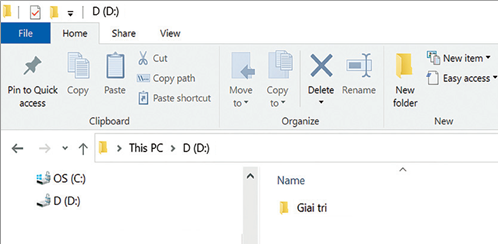 D (D:)
File Home Share View
Pin to Quick access
Copy
Paste
Cut
Copy path
Paste shortcut
Clipboard
Move to
Copy to
Delete
Rename
Organize
New folder
New item
Easy access
New
This PC > D (D:)
OS (C:)
D (D:)
Name
Giai tri